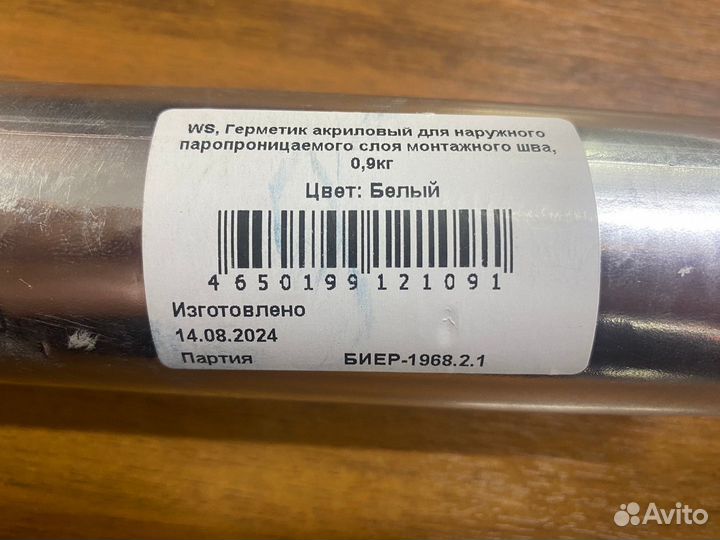 WS, Герметик акриловый для наружного
паропроницаемого слоя монтажного шва,
0,9кг
Цвет: Белый
4650199121091
Изготовлено
14.08.2024
Партия БИЕР-1968.2.1
Avito